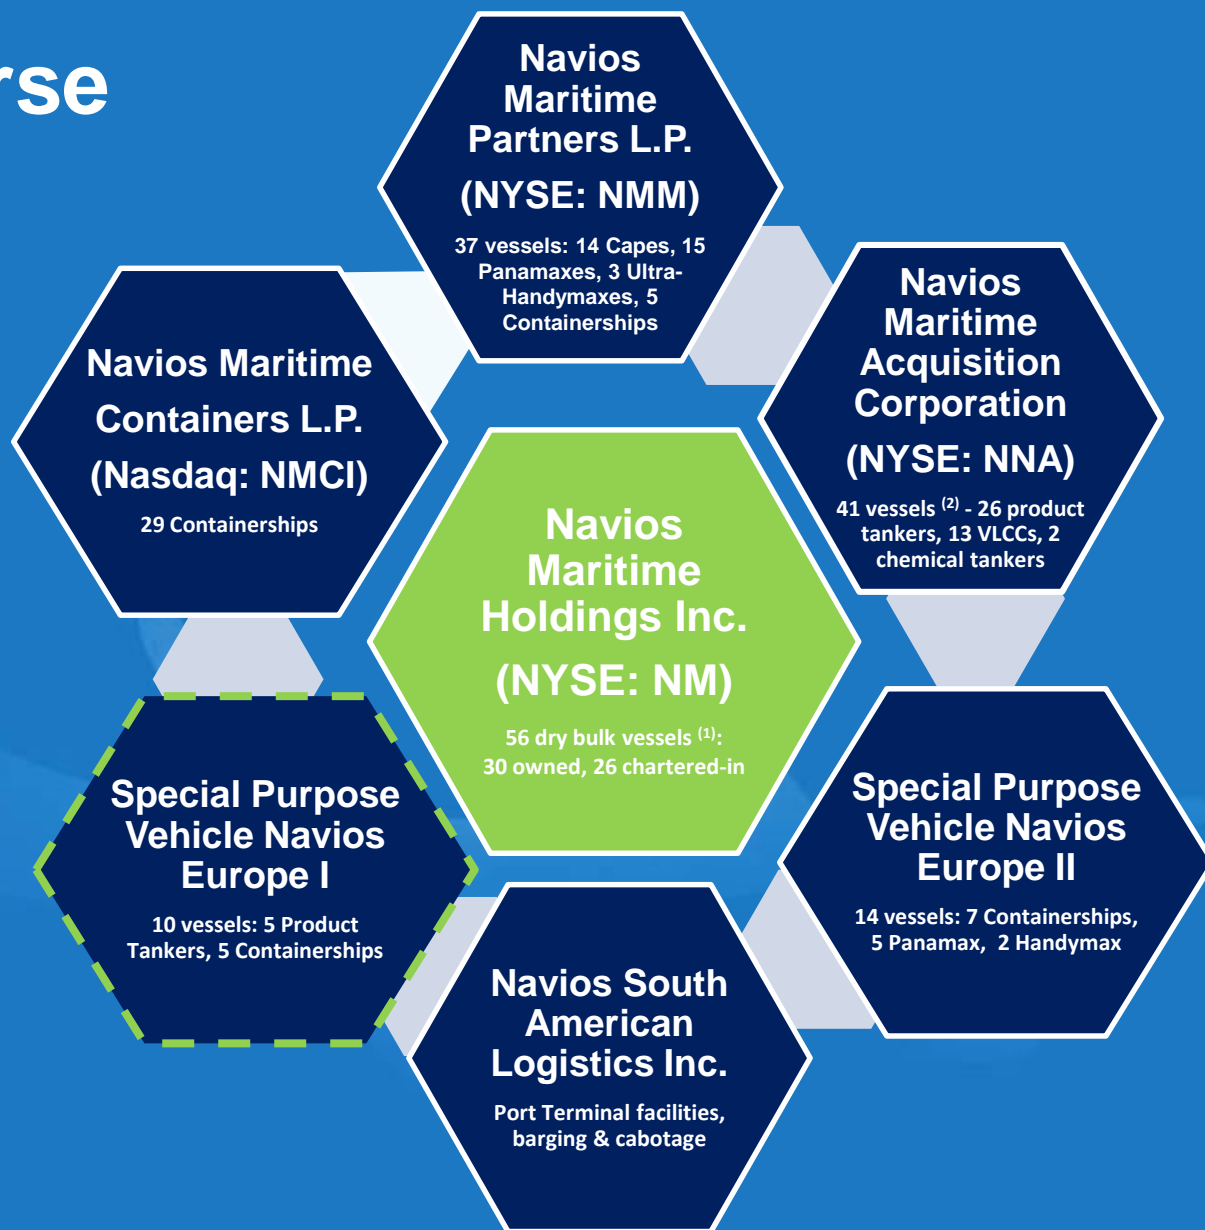 rse
Navios
Maritime
Partners L.P.
(NYSE: NMM)
37 vessels: 14 Capes, 15
Panamaxes, 3 Ultra-
Handymaxes, 5
Containerships
Navios
Maritime
Acquisition
Corporation
(NYSE: NNA)
41 vessels (2) - 26 product
tankers, 13 VLCCs, 2
chemical tankers
Navios Maritime
Containers L.P.
(Nasdaq: NMCI)
29 Containerships
Navios
Maritime
Holdings Inc.
(NYSE: NM)
56 dry bulk vessels (1):
30 owned, 26 chartered-in
Special Purpose
Vehicle Navios
Europe I
10 vessels: 5 Product
Tankers, 5 Containerships
Special Purpose
Vehicle Navios
Europe II
14 vessels: 7 Containerships,
5 Panamax,  2 Handymax
Navios South
American
Logistics Inc.
Port Terminal facilities,
barging & cabotage